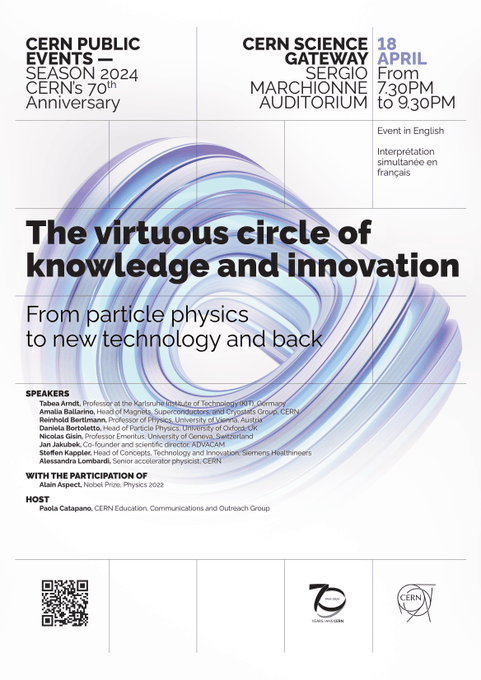 CERN PUBLIC
EVENTS —
SEASON 2024
CERN's 70th
Anniversary
CERN SCIENCE
GATEWAY
SERGIO
MARCHIONNE
AUDITORIUM
18
APRIL
From
7.30PM
to 9.30PM
Event in English
Interprétation
simultanée en
français
The virtuous circle of
knowledge and innovation
From particle physics
to new technology and back
SPEAKERS
Tabea Arndt, Professor at the Karlsruhe Institute of Technology (KIT), Germany
Amalia Ballarino, Head of Magnets, Superconductors, and Cryostats Group, CERN
Reinhold Bertlmann, Professor of Physics, University of Vienna, Austria
Daniela Bortoletto, Head of Particle Physics, University of Oxford, UK
Nicolas Gisin, Professor Emeritus, University of Geneva, Switzerland
Jan Jakubek, Co-founder and scientific director, ADVACAM
Steffen Kappler, Head of Concepts, Technology and Innovation, Siemens Healthineers
Alessandra Lombardi, Senior accelerator physicist, CERN
WITH THE PARTICIPATION OF
Alain Aspect, Nobel Prize, Physics 2022
HOST
Paola Catapano, CERN Education, Communications and Outreach Group
70
YEARS/ANS CERN
CERN